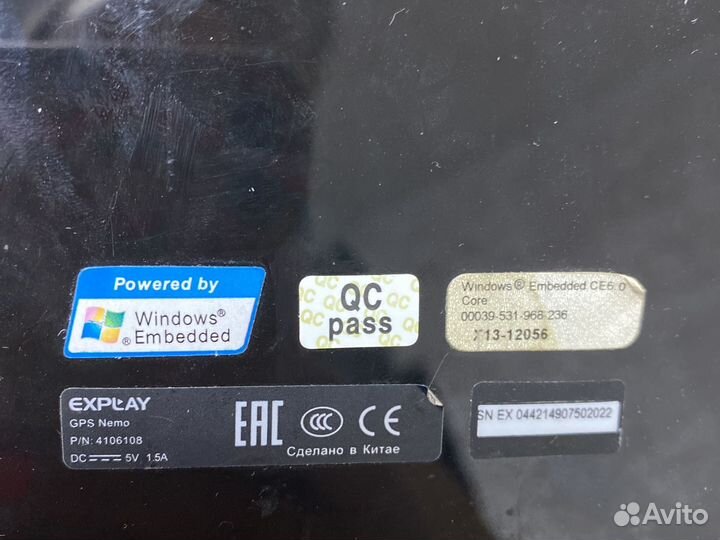 Powered by
Windows®
® Embedded
QC
pass
Windows® Embedded CE6.0
Core
00039-531-968-236
X13-12056
EXPLAY
GPS Nemo
P/N: 4106108
DC 5V 1.5A
EAC
CCC
CE
Сделано в Китае
SN EX 044214907502022
Avito